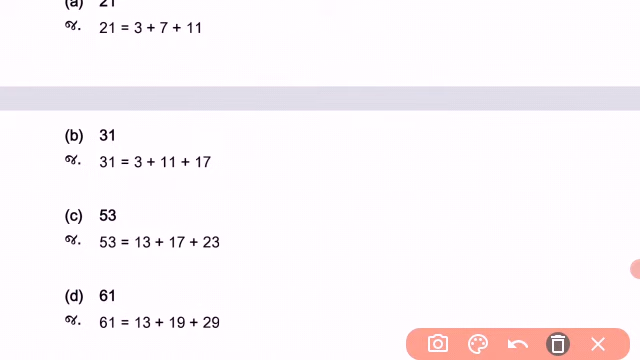 (a) 21
જ. 21 = 3 + 7 + 11
(b) 31
જ. 31 = 3 + 11 + 17
(c) 53
જ. 53 = 13 + 17 + 23
(d) 61
જ. 61 = 13 + 19 + 29